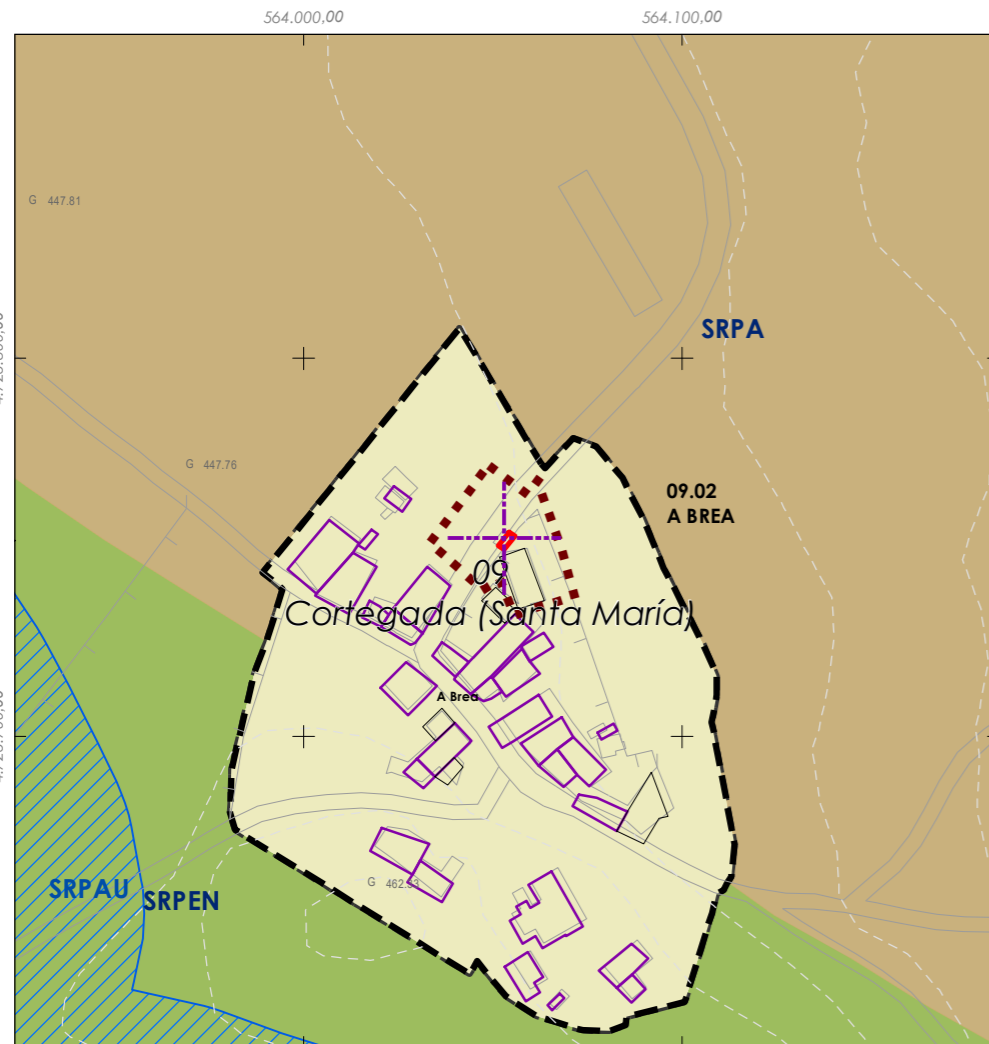 564.000,00
564.100,00
G 447.81
SRPA
G 447.76
09.02
A BREA
09
Cortegada (Santa María)
A Brea
G
SRPAU
SRPEN